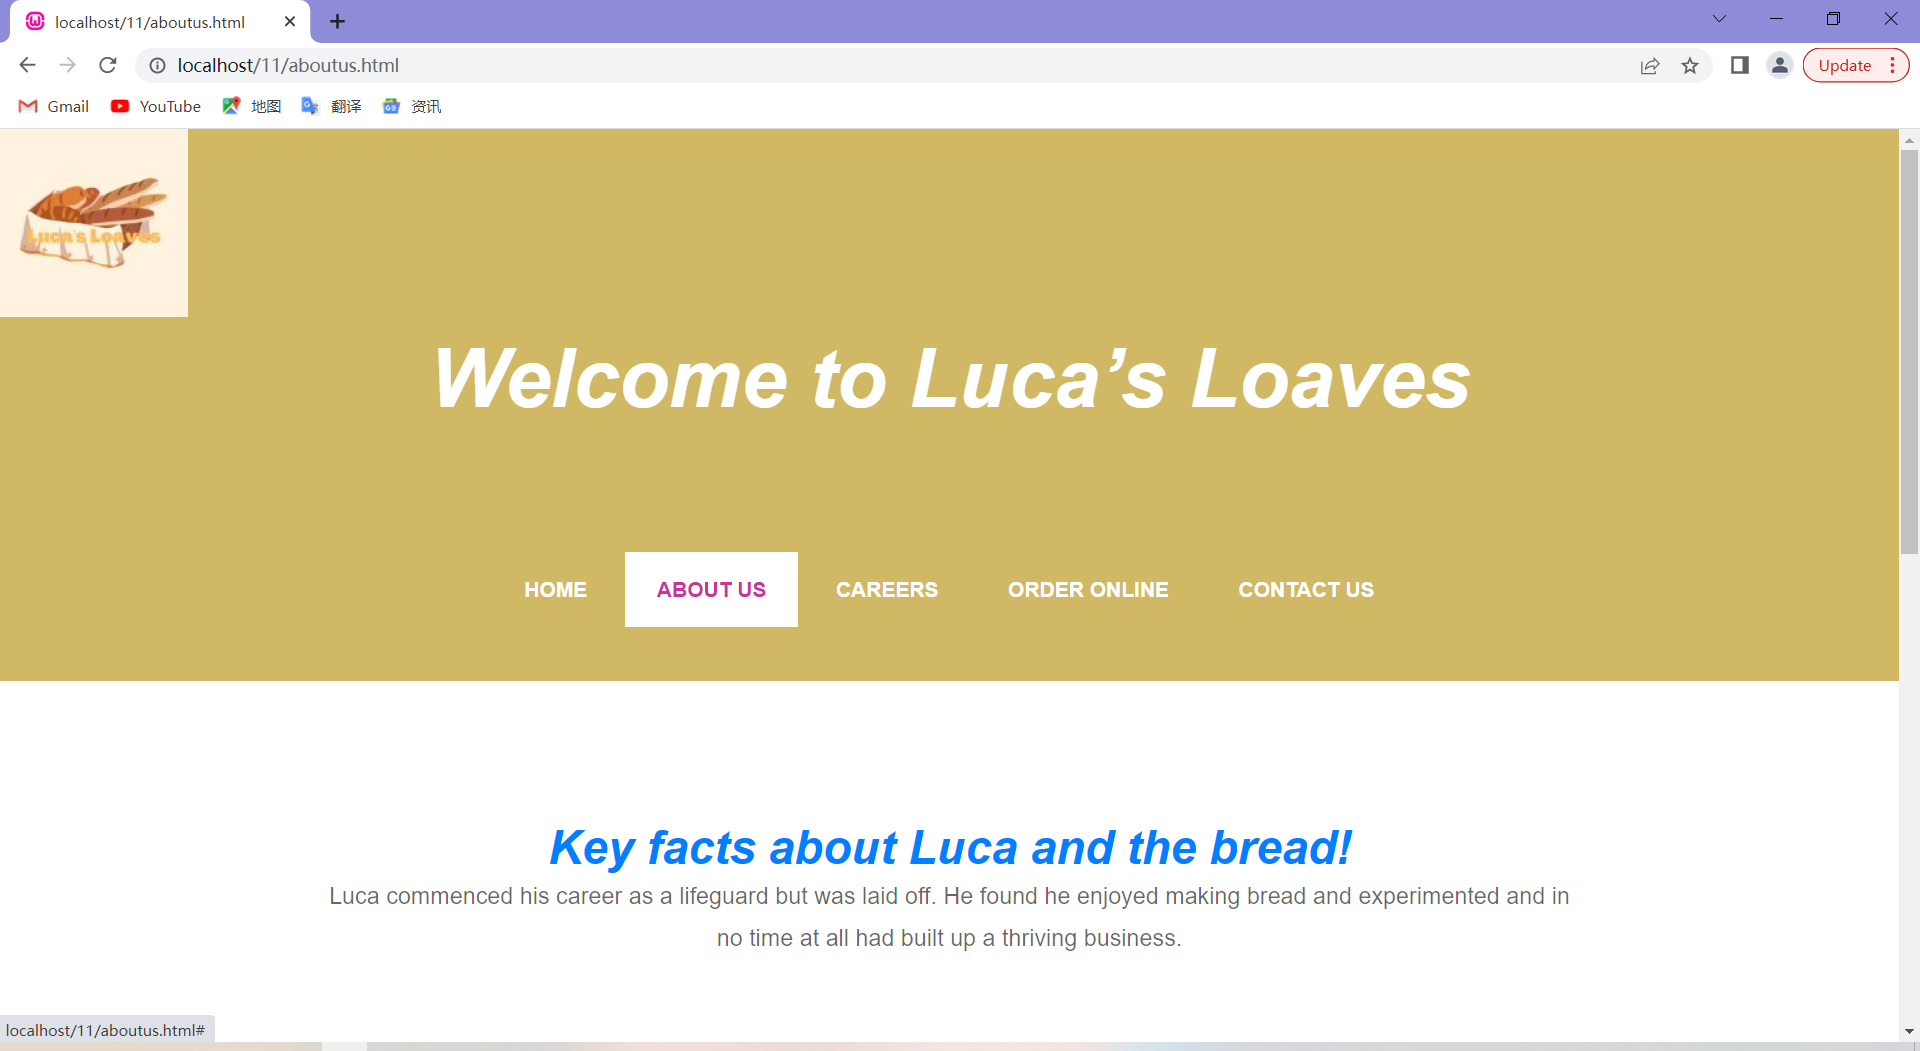 localhost/11/aboutus.html
localhost/11/aboutus.html
Update
Gmail
YouTube
地图
翻译
资讯
Luca's Loaves
Welcome to Luca’s Loaves
HOME
ABOUT US
CAREERS
ORDER ONLINE
CONTACT US
Key facts about Luca and the bread!
Luca commenced his career as a lifeguard but was laid off. He found he enjoyed making bread and experimented and in
no time at all had built up a thriving business.
localhost/11/aboutus.html#